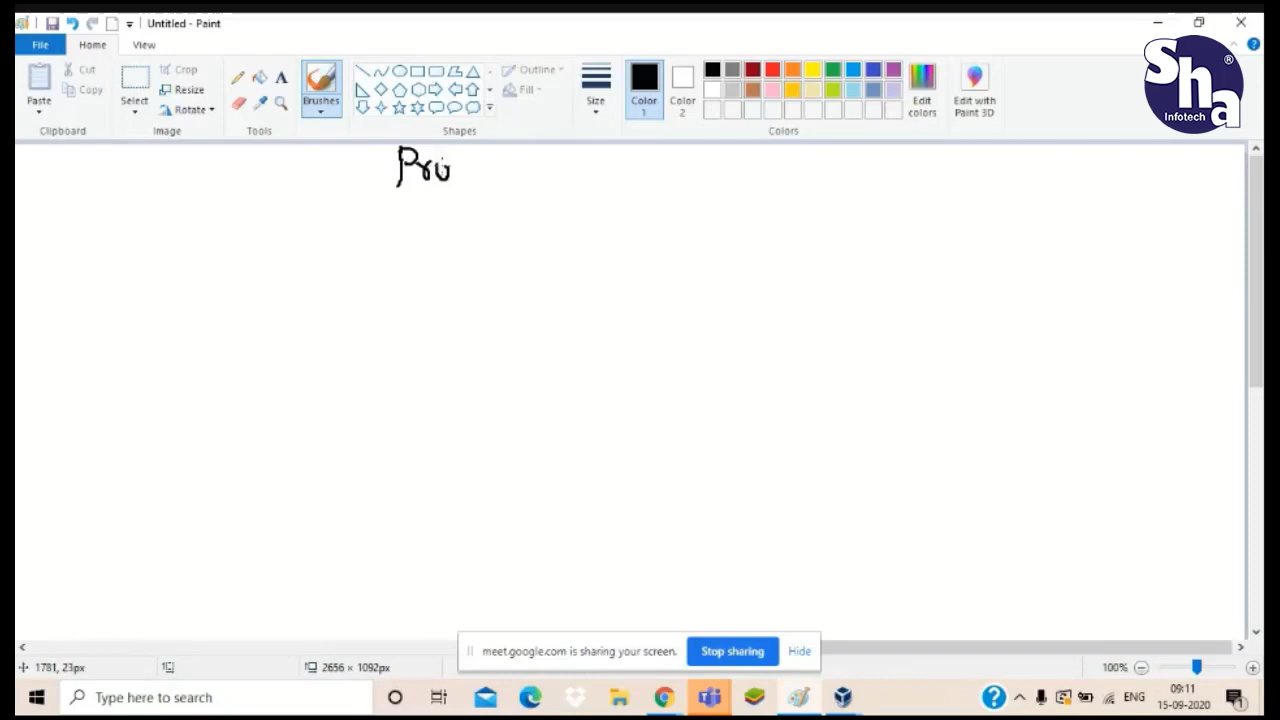 Untitled - Paint
File Home View
Paste Cut Copy Clipboard
Select Crop Resize Rotate Image
Tools
Brushes
Shapes
Outline Fill
Size
Color 1 Color 2
Edit colors
Edit with Paint 3D
Colors
Sha ®
Infotech
Pri
meet.google.com is sharing your screen. Stop sharing Hide
1781, 23px 2656 × 1092px 100%
Type here to search
ENG 09:11
15-09-2020
1